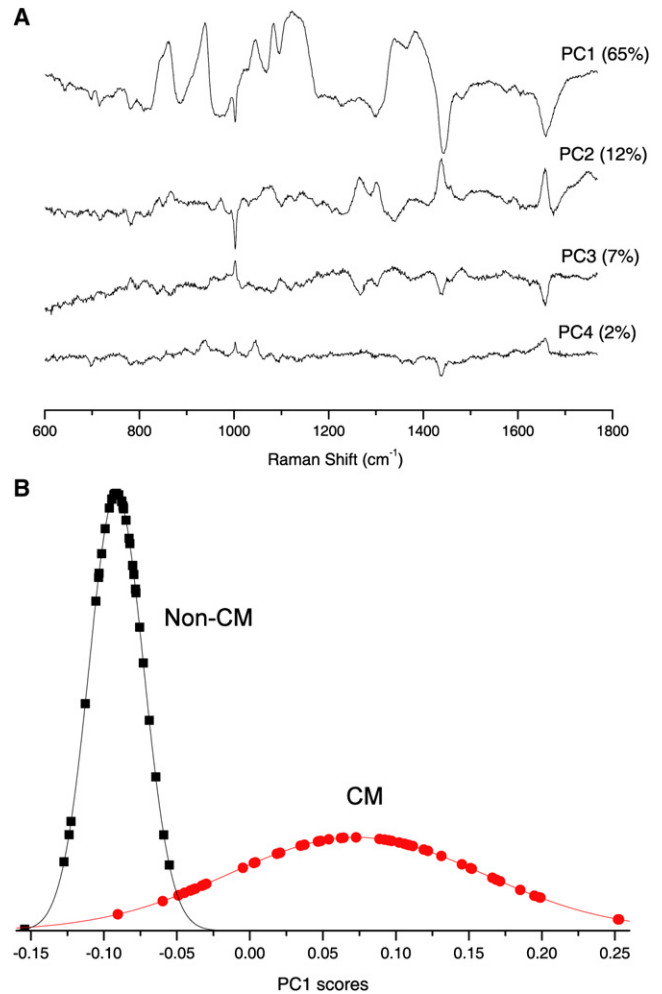 A
PC1 (65%)
PC2 (12%)
PC3 (7%)
PC4 (2%)
600 800 1000 1200 1400 1600 1800
Raman Shift (cm⁻¹)
B
Non-CM
CM
-0.15 -0.10 -0.05 0.00 0.05 0.10 0.15 0.20 0.25
PC1 scores